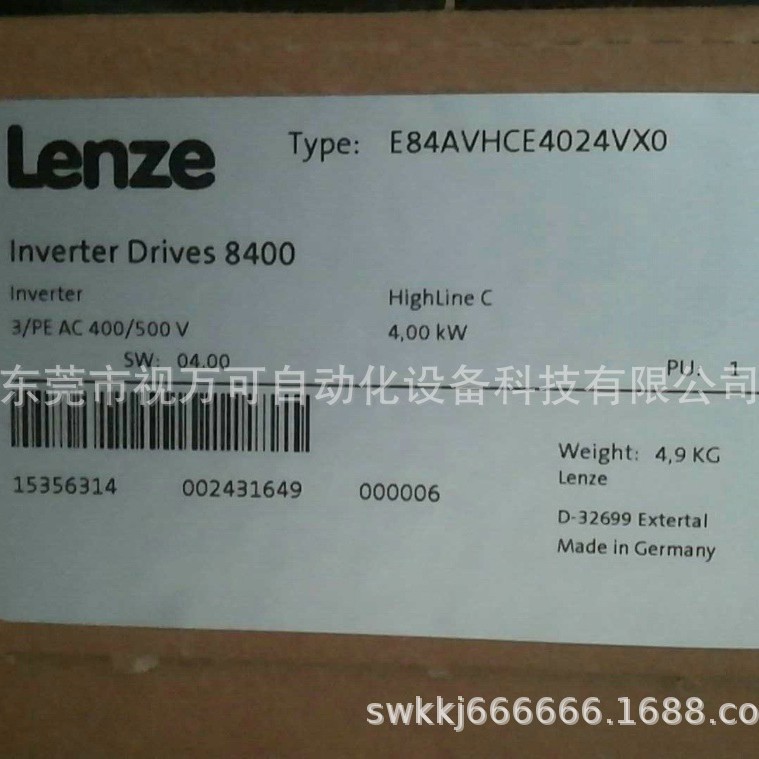 Lenze
Type: E84AVHCE4024VX0
Inverter Drives 8400
Inverter
HighLine C
3/PE AC 400/500 V
4,00 kW
SW: 04.00
PU. 1
东莞市视万可自动化设备科技有限公司
15356314 002431649 000006
Weight: 4,9 KG
Lenze
D-32699 Extertal
Made in Germany
swkkj666666.1688.co